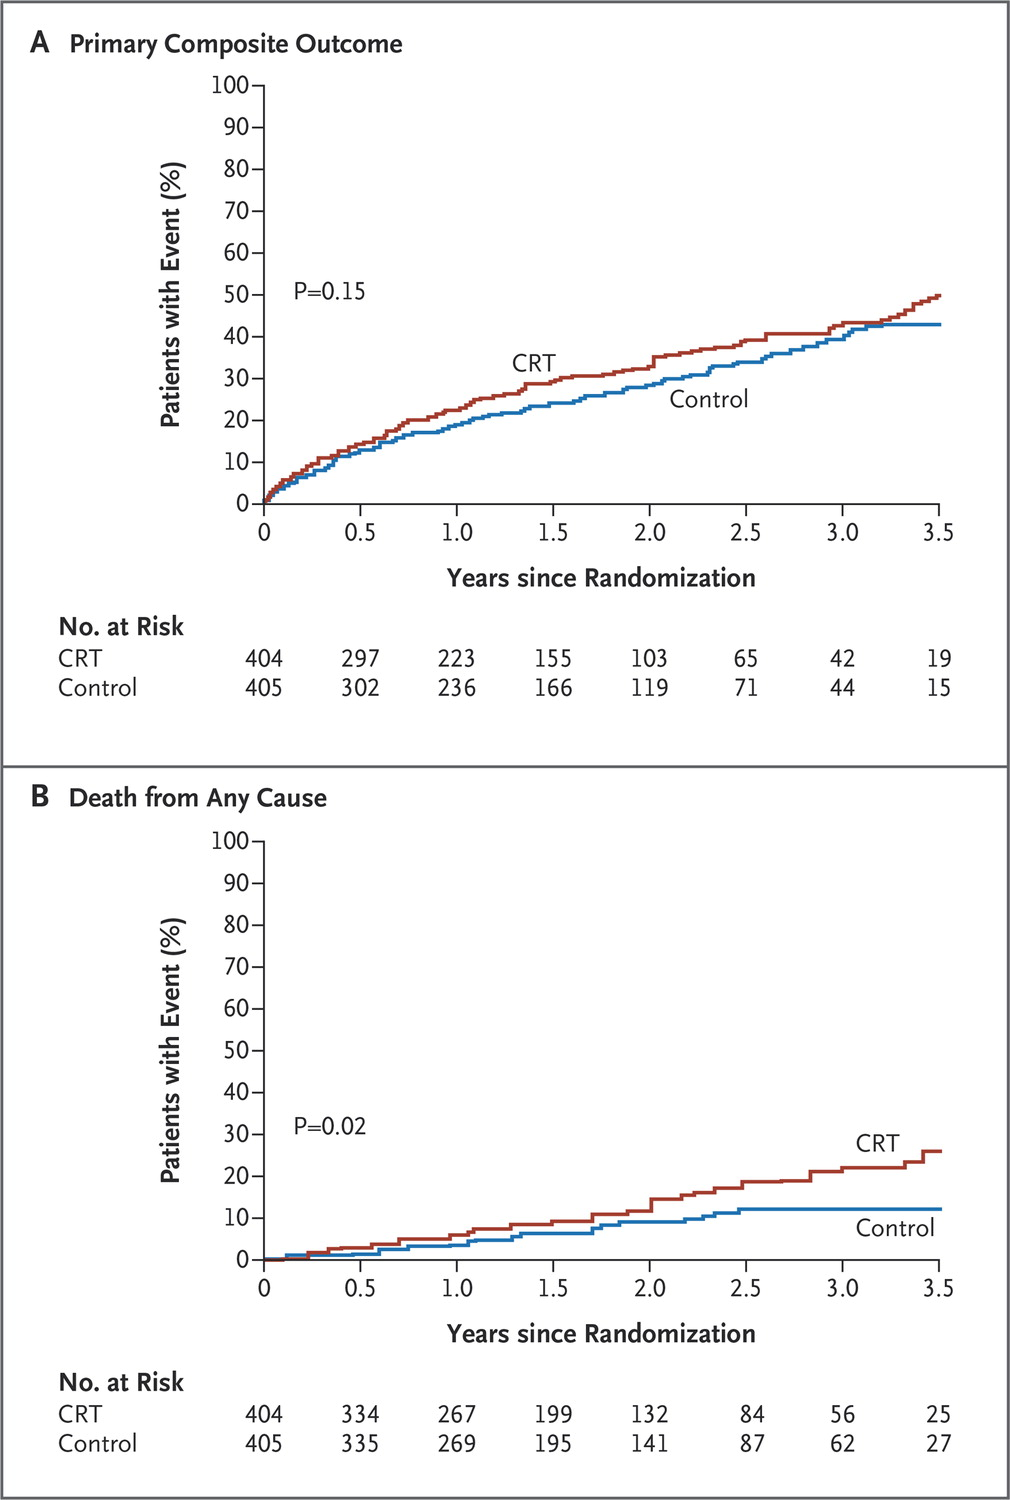 A Primary Composite Outcome
100
90
80
70
60
50
40
30
20
10
0
Patients with Event (%)
P=0.15
CRT
Control
0 0.5 1.0 1.5 2.0 2.5 3.0 3.5
Years since Randomization
No. at Risk
CRT 404 297 223 155 103 65 42 19
Control 405 302 236 166 119 71 44 15
B Death from Any Cause
100
90
80
70
60
50
40
30
20
10
0
Patients with Event (%)
P=0.02
CRT
Control
0 0.5 1.0 1.5 2.0 2.5 3.0 3.5
Years since Randomization
No. at Risk
CRT 404 334 267 199 132 84 56 25
Control 405 335 269 195 141 87 62 27